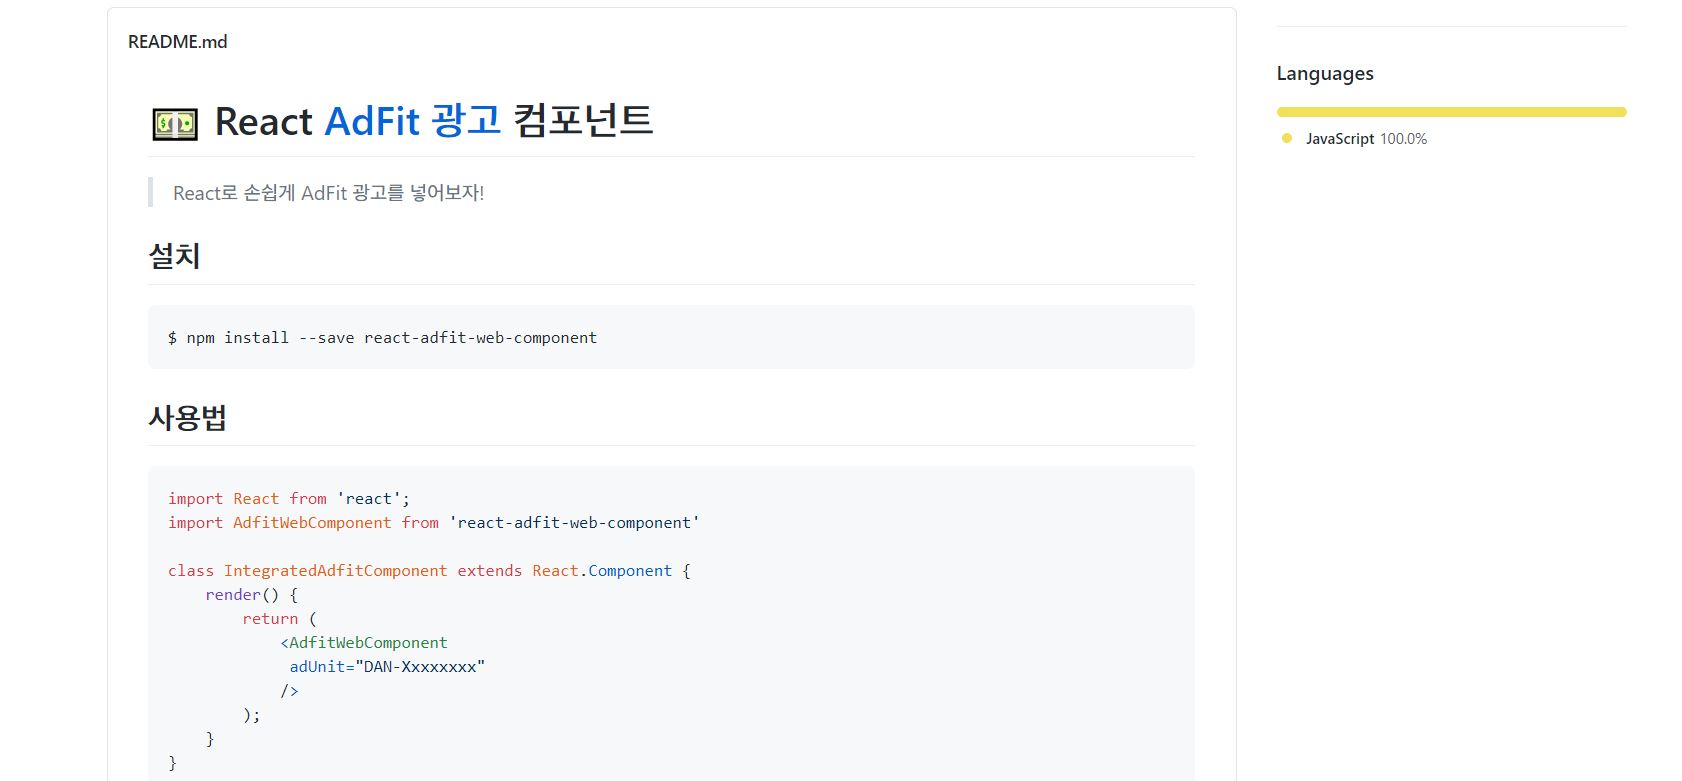 README.md
React AdFit 광고 컴포넌트
React로 손쉽게 AdFit 광고를 넣어보자!
설치
$ npm install --save react-adfit-web-component
사용법
import React from 'react';
import AdfitWebComponent from 'react-adfit-web-component'
class IntegratedAdfitComponent extends React.Component {
    render() {
        return (
            <AdfitWebComponent
             adUnit="DAN-Xxxxxxxx"
            />
        );
    }
}
Languages
JavaScript 100.0%